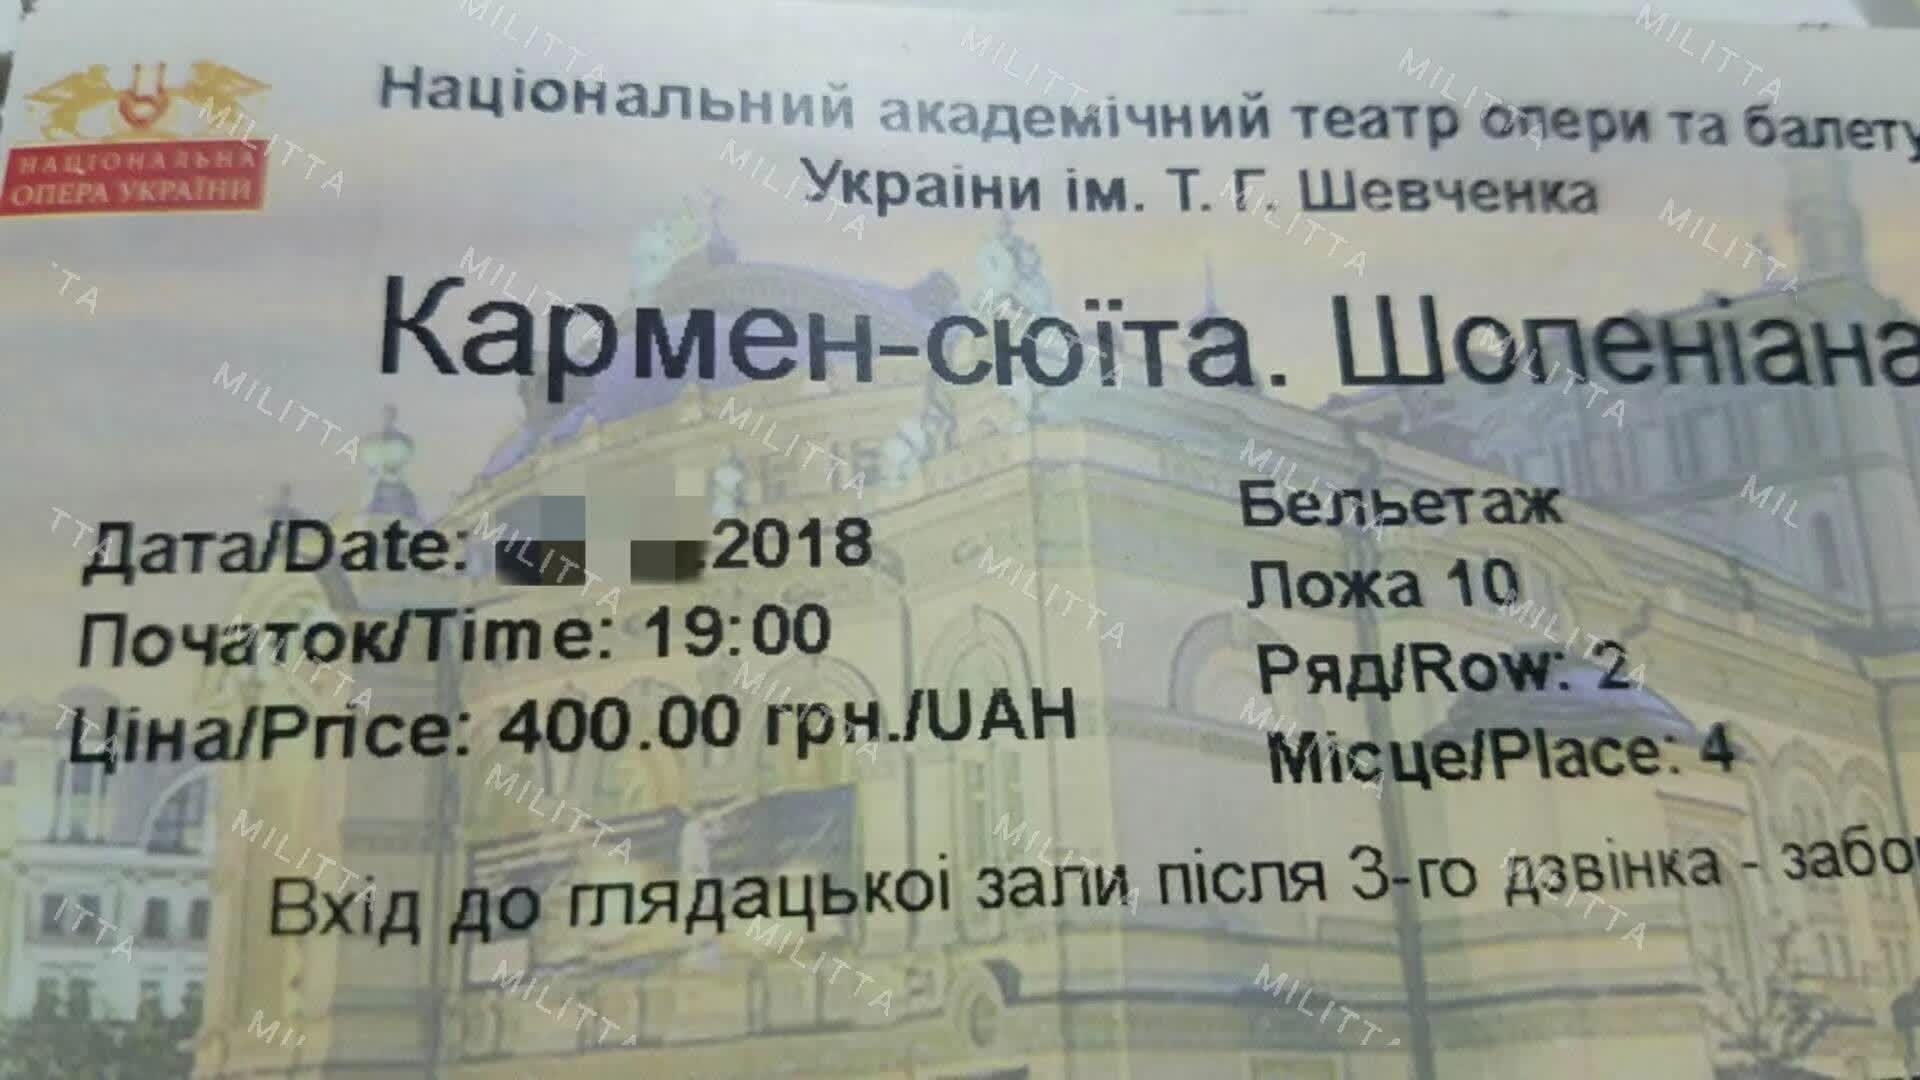 Національний академічний театр опери та балету
України ім. Т. Г. Шевченка
НАЦІОНАЛЬНА
ОПЕРА УКРАЇНИ
Кармен-сюїта. Шопеніана
Дата/Date: .2018
Початок/Time: 19:00
Ціна/Price: 400.00 грн./UAH
Бельетаж
Ложа 10
Ряд/Row: 2
Місце/Place: 4
Вхід до глядацької зали після 3-го дзвінка -
MILITTA